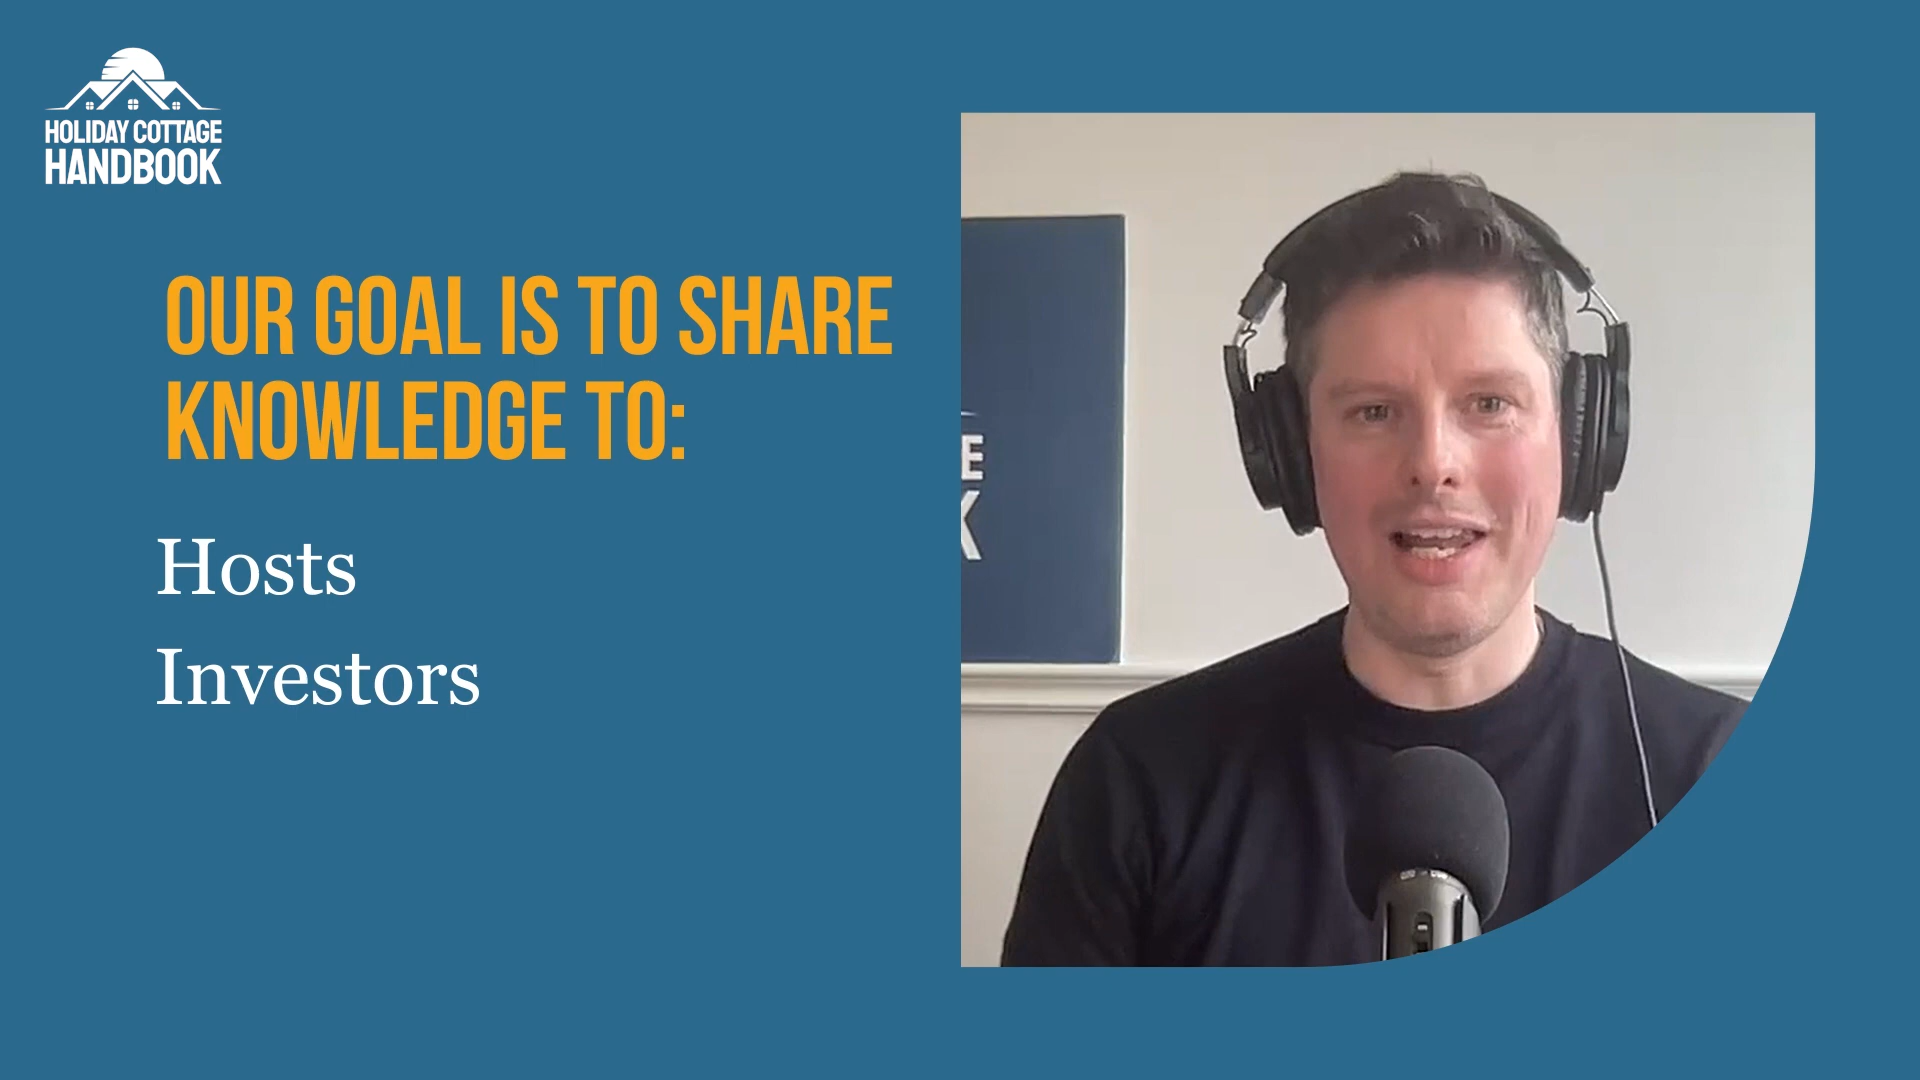 HOLIDAY COTTAGE
HANDBOOK
OUR GOAL IS TO SHARE
KNOWLEDGE TO:
Hosts
Investors
E
K